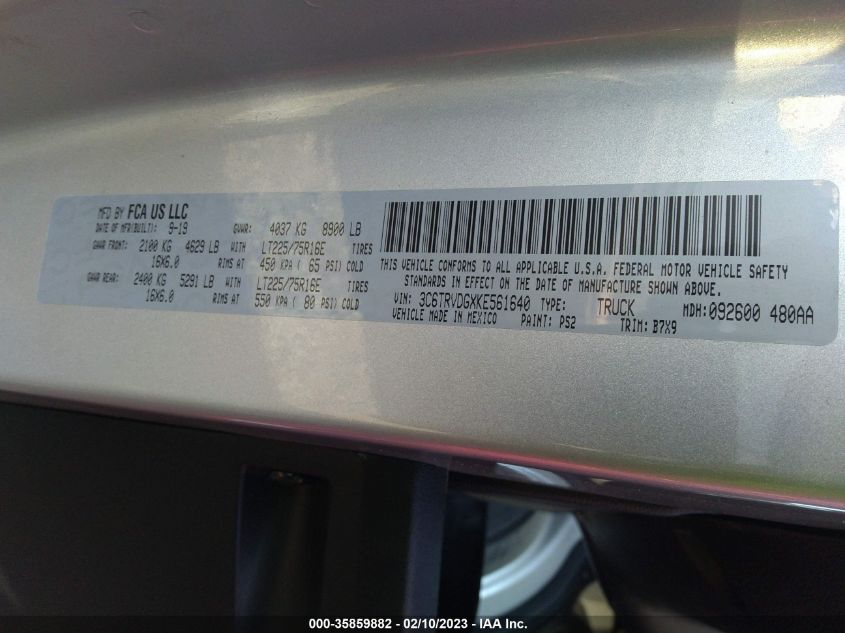 MFD BY FCA US LLC
DATE OF MFR(BUILT): 9-19 GVWR: 4037 KG 8900 LB
GAWR FRONT: 2100 KG 4629 LB WITH LT225/75R16E TIRES
16X6.0 RIMS AT 450 KPA ( 65 PSI) COLD
GAWR REAR: 2400 KG 5291 LB WITH LT225/75R16E TIRES
16X6.0 RIMS AT 550 KPA ( 80 PSI) COLD
THIS VEHICLE CONFORMS TO ALL APPLICABLE U.S.A. FEDERAL MOTOR VEHICLE SAFETY
STANDARDS IN EFFECT ON THE DATE OF MANUFACTURE SHOWN ABOVE.
VIN: 3C6TRVDGXKE561640 TYPE: TRUCK MDH:092600 480AA
VEHICLE MADE IN MEXICO PAINT: PS2 TRIM: B7X9
000-35859882 - 02/10/2023 - IAA Inc.